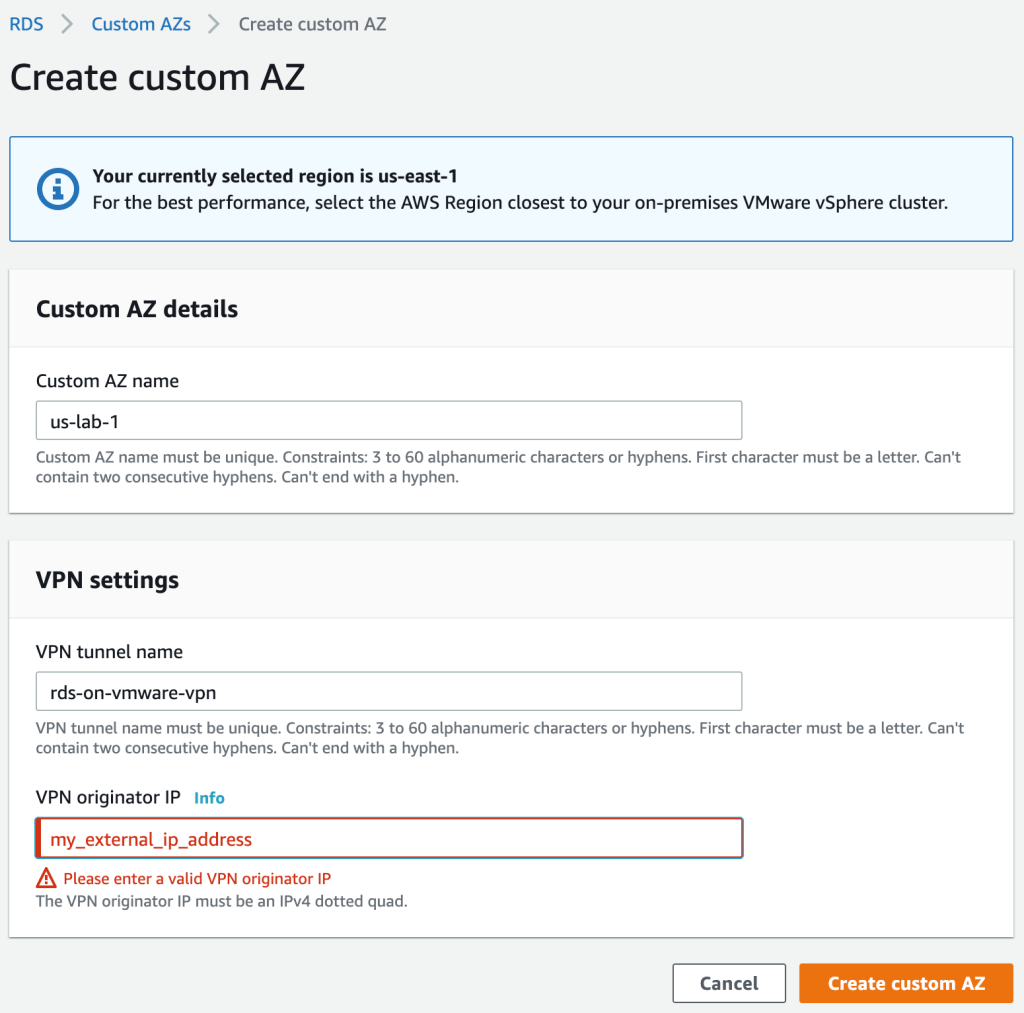 RDS > Custom AZs > Create custom AZ
Create custom AZ
Your currently selected region is us-east-1
For the best performance, select the AWS Region closest to your on-premises VMware vSphere cluster.
Custom AZ details
Custom AZ name
us-lab-1
Custom AZ name must be unique. Constraints: 3 to 60 alphanumeric characters or hyphens. First character must be a letter. Can't
contain two consecutive hyphens. Can't end with a hyphen.
VPN settings
VPN tunnel name
rds-on-vmware-vpn
VPN tunnel name must be unique. Constraints: 3 to 60 alphanumeric characters or hyphens. First character must be a letter. Can't
contain two consecutive hyphens. Can't end with a hyphen.
VPN originator IP Info
my_external_ip_address
Please enter a valid VPN originator IP
The VPN originator IP must be an IPv4 dotted quad.
Cancel Create custom AZ